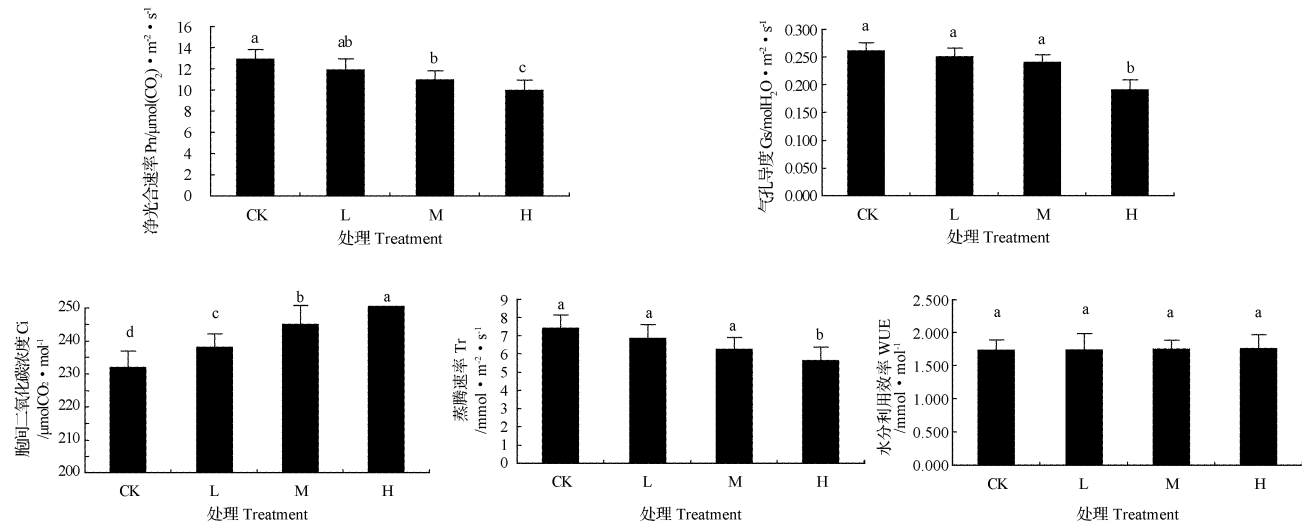 净光合速率 Pn/μmol(CO₂)·m⁻²·s⁻¹
16
14
12
10
8
6
4
2
0
a
ab
b
c
CK L M H
处理 Treatment
气孔导度 Gs/molH₂O·m⁻²·s⁻¹
0.300
0.250
0.200
0.150
0.100
0.050
0.000
a
a
a
b
CK L M H
处理 Treatment
胞间二氧化碳浓度 Ci
/μmolCO₂·mol⁻¹
250
240
230
220
210
200
d
c
b
a
CK L M H
处理 Treatment
蒸腾速率 Tr
/mmol·m⁻²·s⁻¹
9
8
7
6
5
4
3
2
1
0
a
a
a
b
CK L M H
处理 Treatment
水分利用效率 WUE
/mmol·mol⁻¹
2.500
2.000
1.500
1.000
0.500
0.000
a a a a
CK L M H
处理 Treatment